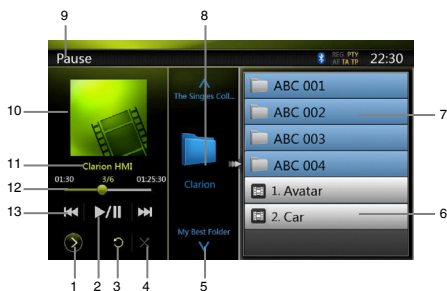 9
8
Pause
REG PTY
AF TA TP
22:30
10
The Singles Coll...
ABC 001
ABC 002
7
ABC 003
11
Clarion HMI
ABC 004
12
01:30 3/6 01:25:30
Clarion
1. Avatar
13
2. Car
6
My Best Folder
1
2
3
4
5